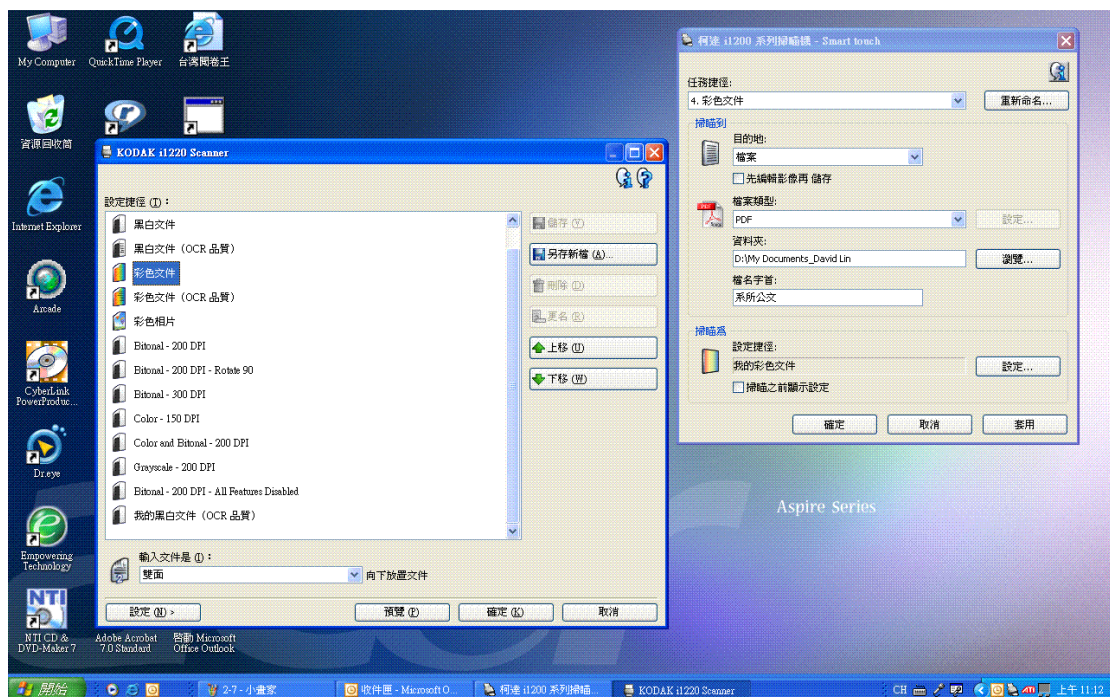 My Computer
QuickTime Player
台灣閱卷王
資源回收筒
Internet Explorer
Arcade
CyberLink
PowerProduc...
Dr.eye
Empowering
Technology
NTI
NTI CD &
DVD-Maker 7
Adobe Acrobat
7.0 Standard
啓動 Microsoft
Office Outlook
KODAK i1220 Scanner
設定捷徑 (I)：
黑白文件
黑白文件（OCR 品質）
彩色文件
彩色文件（OCR 品質）
彩色相片
Bitonal - 200 DPI
Bitonal - 200 DPI - Rotate 90
Bitonal - 300 DPI
Color - 150 DPI
Color and Bitonal - 200 DPI
Grayscale - 200 DPI
Bitonal - 200 DPI - All Features Disabled
我的黑白文件（OCR 品質）
儲存 (V)
另存新檔 (A)...
刪除 (D)
更名 (R)
上移 (U)
下移 (W)
輸入文件是 (I)：
雙面
向下放置文件
設定 (N) >
預覽 (P)
確定 (K)
取消
柯達 i1200 系列掃瞄機 - Smart touch
任務捷徑:
4. 彩色文件
重新命名...
掃瞄到
目的地:
檔案
先編輯影像再 儲存
檔案類型:
PDF
設定...
資料夾:
D:\My Documents_David Lin
瀏覽...
檔名字首:
系所公文
掃瞄爲
設定捷徑:
我的彩色文件
設定...
掃瞄之前顯示設定
確定
取消
套用
Aspire Series
開始
2-7 - 小畫家
收件匣 - Microsoft O...
柯達 i1200 系列掃瞄...
KODAK i1220 Scanner
CH
上午 11:12